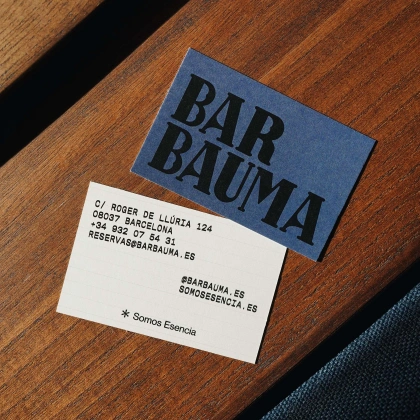 BAR
BAUMA
C/ ROGER DE LLÚRIA 124
08037 BARCELONA
+34 932 07 54 31
RESERVAS@BARBAUMA.ES
@BARBAUMA.ES
SOMOSESENCIA.ES
* Somos Esencia